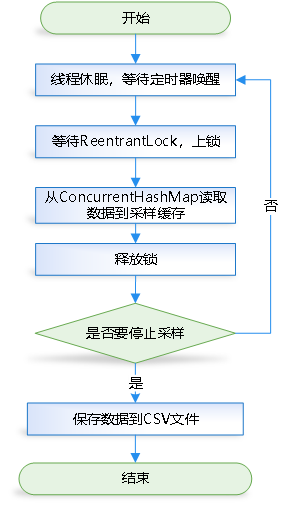 开始
线程休眠，等待定时器唤醒
等待ReentrantLock，上锁
从ConcurrentHashMap读取
数据到采样缓存
释放锁
否
是否要停止采样
是
保存数据到CSV文件
结束